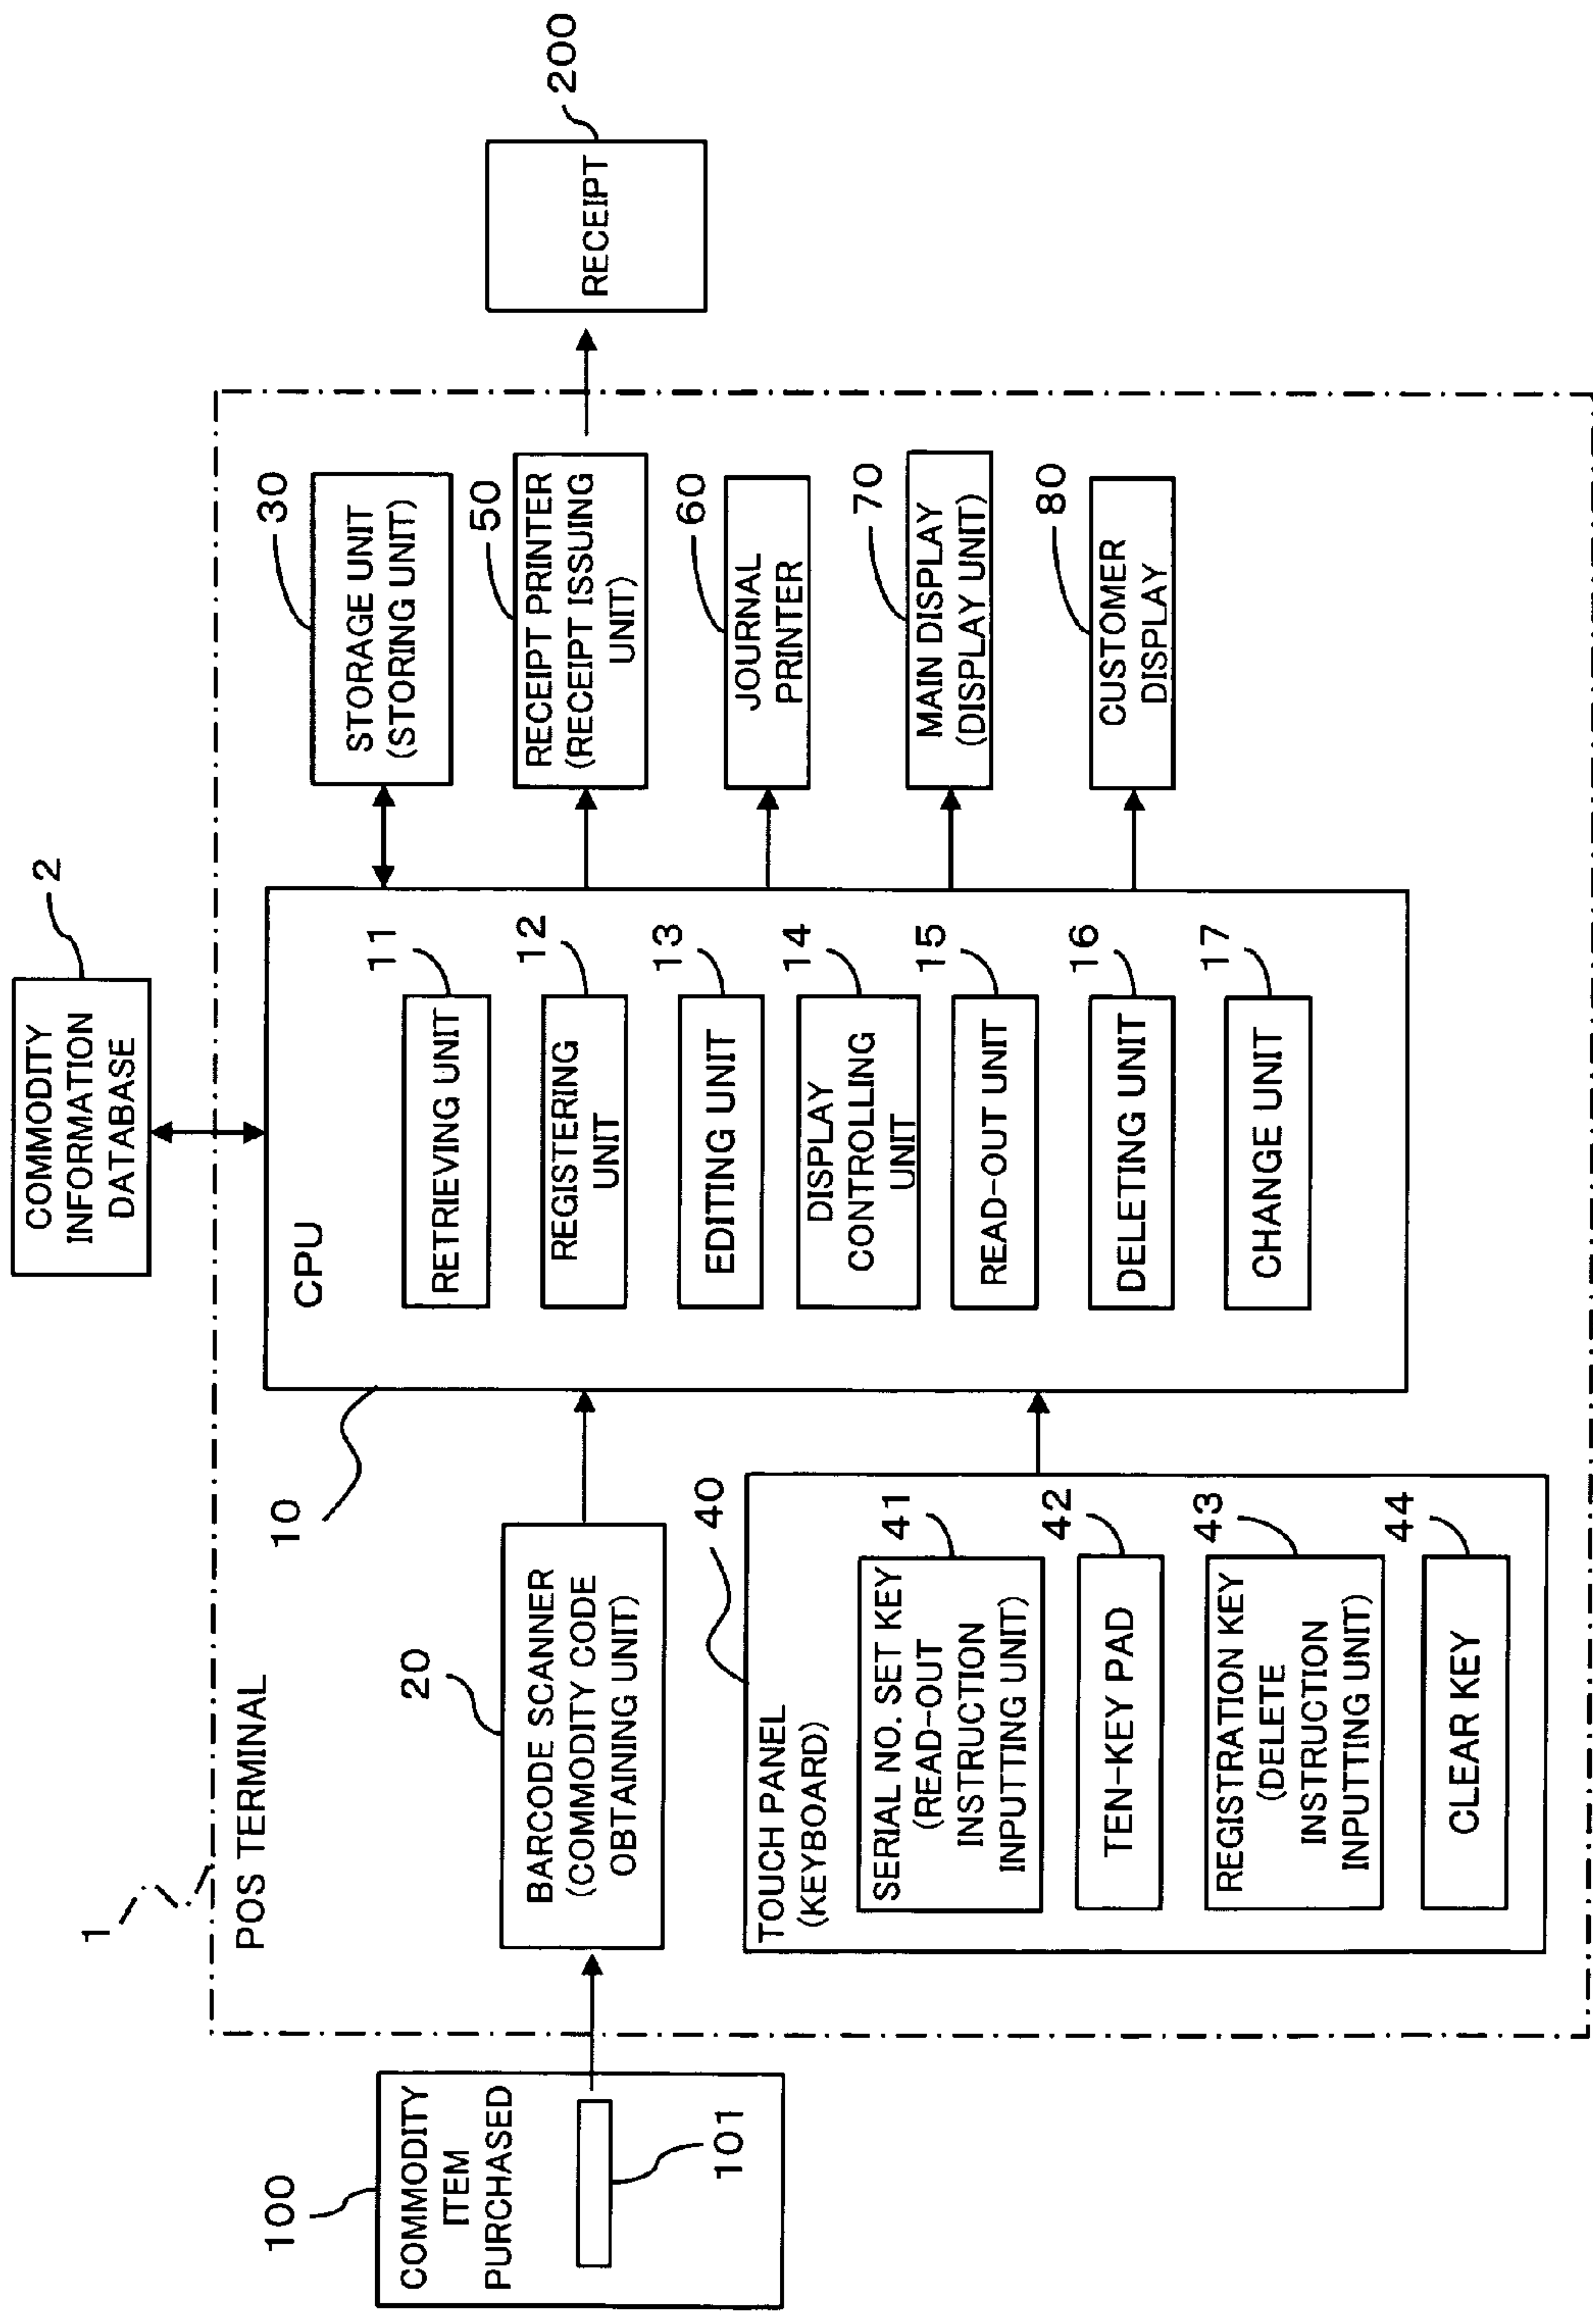 COMMODITY
INFORMATION
DATABASE
2
1
POS TERMINAL
100
COMMODITY
ITEM
PURCHASED
101
20
BARCODE SCANNER
(COMMODITY CODE
OBTAINING UNIT)
40
TOUCH PANEL
(KEYBOARD)
SERIAL NO. SET KEY
(READ-OUT
INSTRUCTION
INPUTTING UNIT)
41
TEN-KEY PAD
42
REGISTRATION KEY
(DELETE
INSTRUCTION
INPUTTING UNIT)
43
CLEAR KEY
44
10
CPU
RETRIEVING UNIT
11
REGISTERING
UNIT
12
EDITING UNIT
13
DISPLAY
CONTROLLING
UNIT
14
READ-OUT UNIT
15
DELETING UNIT
16
CHANGE UNIT
17
STORAGE UNIT
(STORING UNIT)
30
RECEIPT PRINTER
(RECEIPT ISSUING
UNIT)
50
JOURNAL
PRINTER
60
MAIN DISPLAY
(DISPLAY UNIT)
70
CUSTOMER
DISPLAY
80
RECEIPT
200